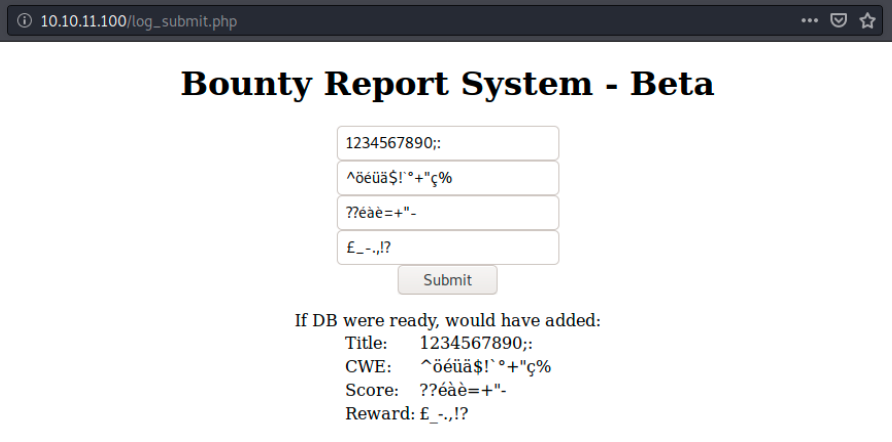 10.10.11.100/log_submit.php
Bounty Report System - Beta
1234567890;:
^öéüä$!`°+"ç%
??éàè=+"-
£_-.,!?
Submit
If DB were ready, would have added:
Title: 1234567890;:
CWE: ^öéüä$!`°+"ç%
Score: ??éàè=+"-
Reward: £_-.,!?